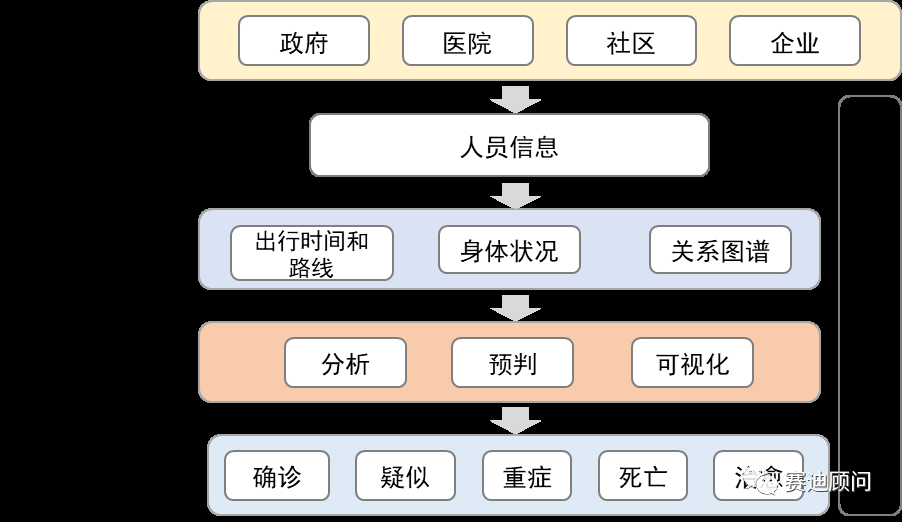 政府
医院
社区
企业
人员信息
出行时间和
路线
身体状况
关系图谱
分析
预判
可视化
确诊
疑似
重症
死亡
治愈
赛迪顾问